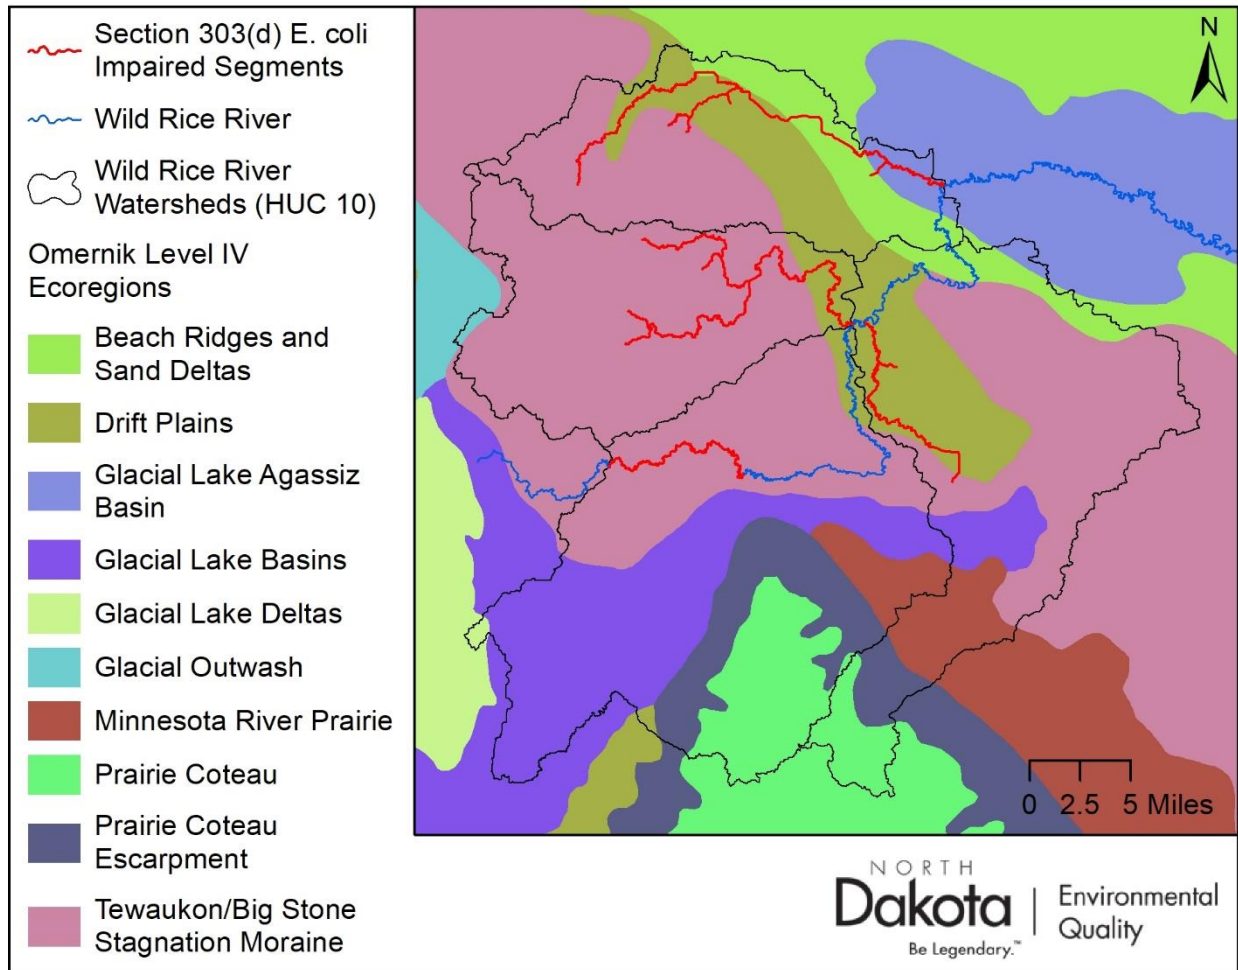 Section 303(d) E. coli
Impaired Segments
Wild Rice River
Wild Rice River
Watersheds (HUC 10)
Omernik Level IV
Ecoregions
Beach Ridges and
Sand Deltas
Drift Plains
Glacial Lake Agassiz
Basin
Glacial Lake Basins
Glacial Lake Deltas
Glacial Outwash
Minnesota River Prairie
Prairie Coteau
Prairie Coteau
Escarpment
Tewaukon/Big Stone
Stagnation Moraine
N
0 2.5 5 Miles
NORTH
Dakota
Be Legendary.™
Environmental
Quality